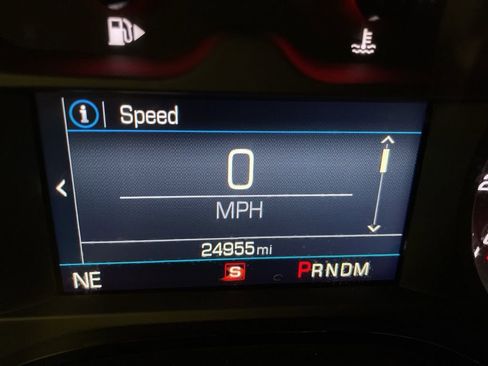 i Speed
0
MPH
24955 mi
NE S PRNDM